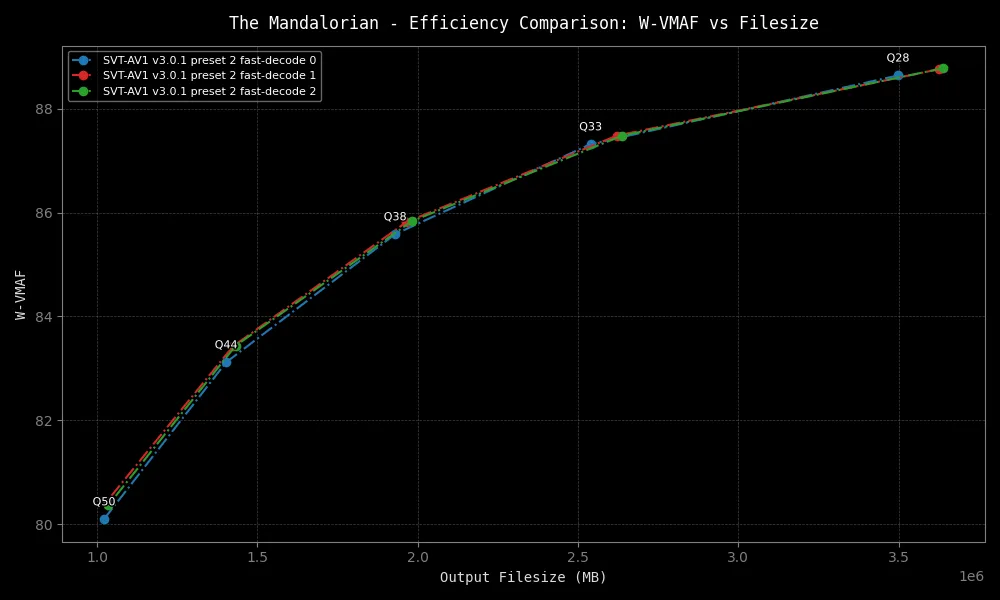 The Mandalorian - Efficiency Comparison: W-VMAF vs Filesize
SVT-AV1 v3.0.1 preset 2 fast-decode 0
SVT-AV1 v3.0.1 preset 2 fast-decode 1
SVT-AV1 v3.0.1 preset 2 fast-decode 2
Q28
Q33
Q38
Q44
Q50
88
86
84
82
80
W-VMAF
1.0 1.5 2.0 2.5 3.0 3.5
1e6
Output Filesize (MB)